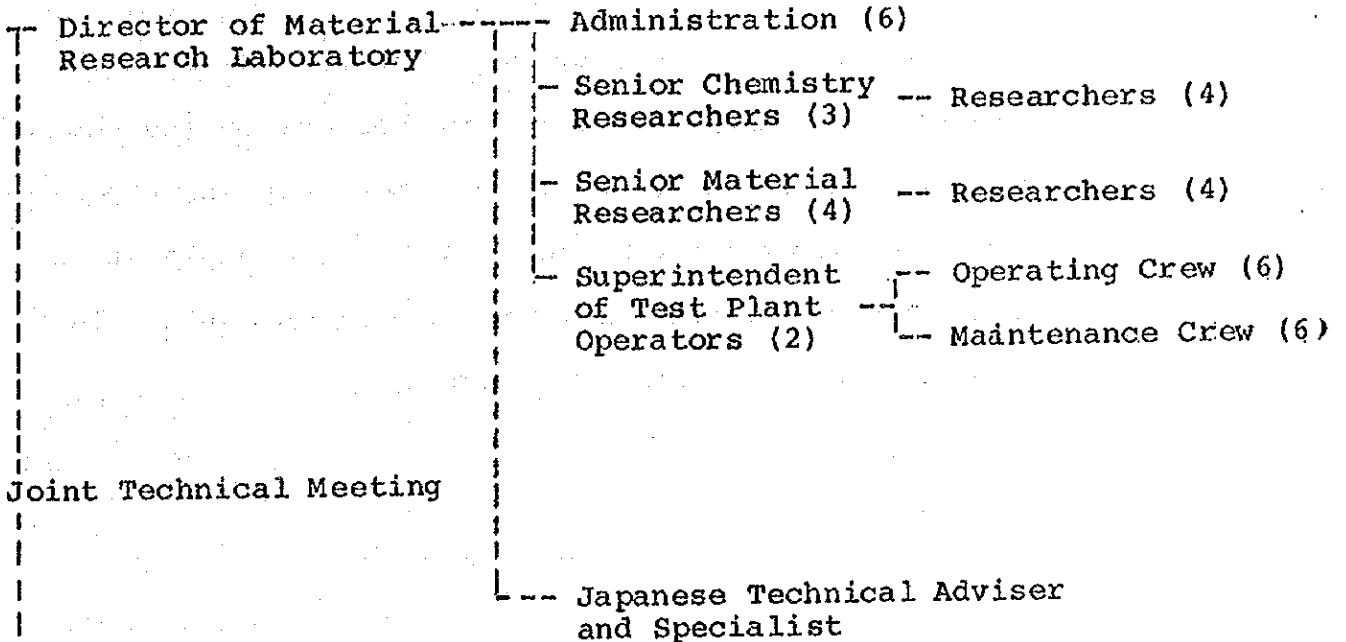 Director of Material
Research Laboratory
Administration (6)
Senior Chemistry
Researchers (3)
Researchers (4)
Senior Material
Researchers (4)
Researchers (4)
Superintendent
of Test Plant
Operators (2)
Operating Crew (6)
Maintenance Crew (6)
Joint Technical Meeting
Japanese Technical Adviser
and Specialist